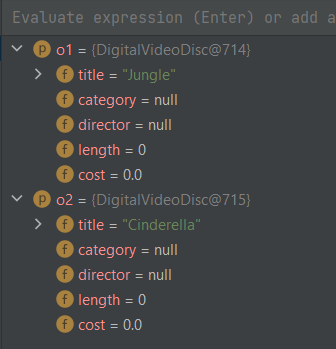 Evaluate expression (Enter) or add a
p o1 = {DigitalVideoDisc@714}
f title = "Jungle"
f category = null
f director = null
f length = 0
f cost = 0.0
p o2 = {DigitalVideoDisc@715}
f title = "Cinderella"
f category = null
f director = null
f length = 0
f cost = 0.0